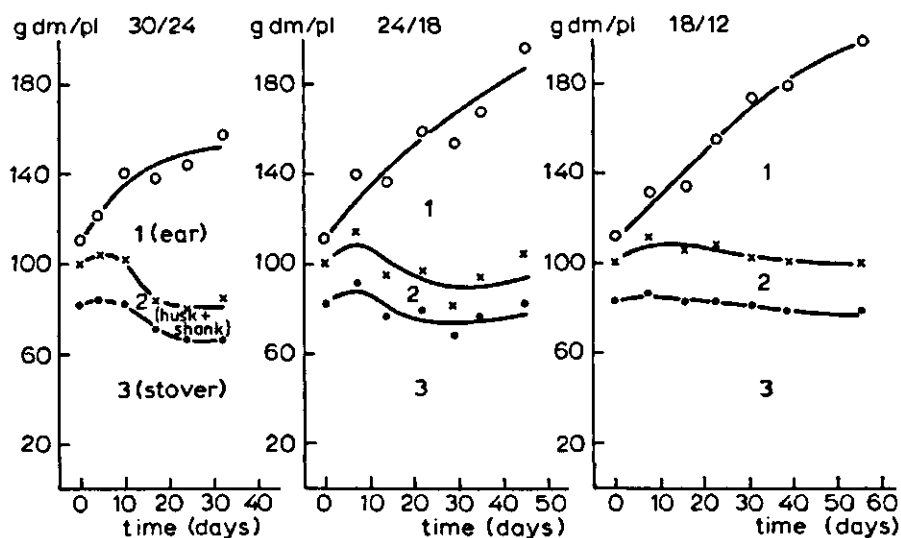 g dm/pl 30/24
180
140
100
60
20
1 (ear)
2
(husk+
shank)
3 (stover)
0 10 20 30 40
time (days)
g dm/pl 24/18
180
140
100
60
20
1
2
3
0 10 20 30 40 50
time (days)
g dm/pl 18/12
180
140
100
60
20
1
2
3
0 10 20 30 40 50 60
time (days)